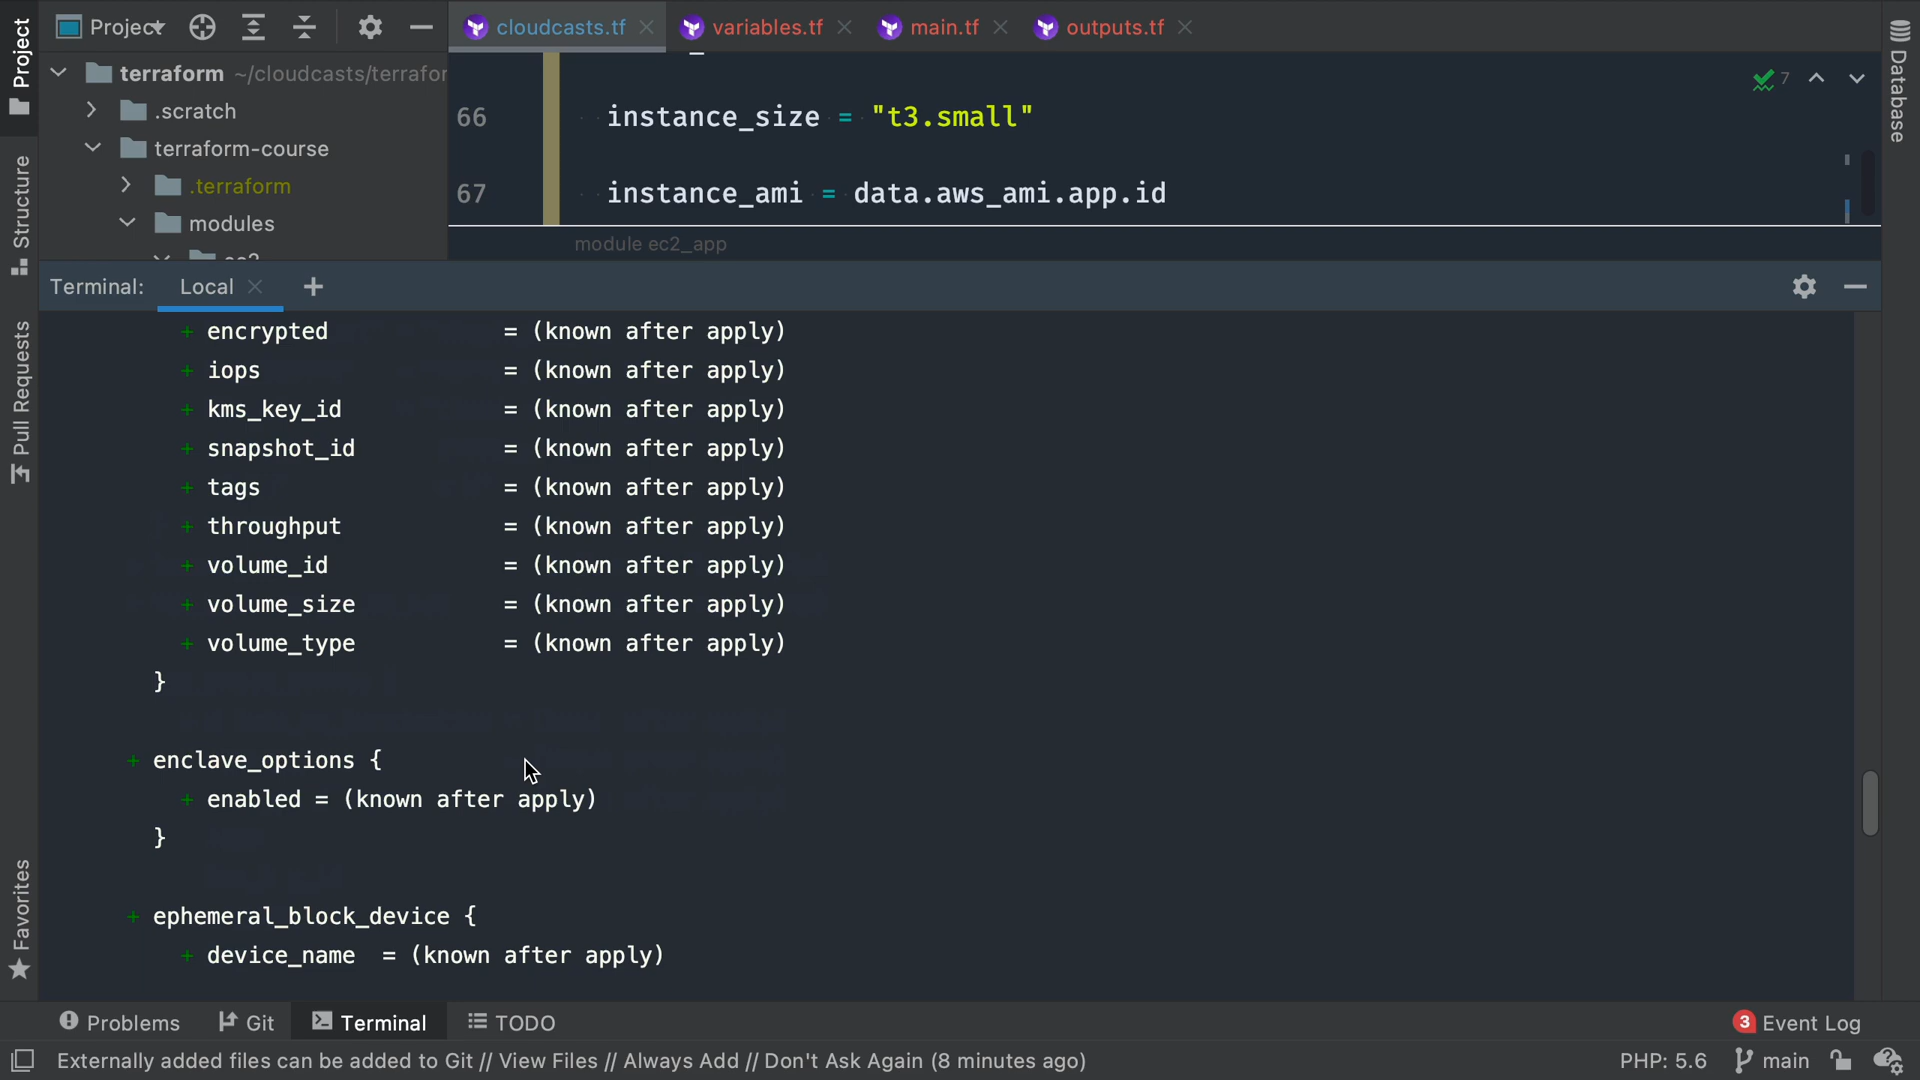 Project
cloudcasts.tf
variables.tf
main.tf
outputs.tf
terraform ~/cloudcasts/terrafor
.scratch
terraform-course
.terraform
modules
66 instance_size = "t3.small"
67 instance_ami = data.aws_ami.app.id
7
module ec2_app
Project
Structure
Pull Requests
Favorites
Database
Terminal: Local
+ encrypted = (known after apply)
+ iops = (known after apply)
+ kms_key_id = (known after apply)
+ snapshot_id = (known after apply)
+ tags = (known after apply)
+ throughput = (known after apply)
+ volume_id = (known after apply)
+ volume_size = (known after apply)
+ volume_type = (known after apply)
}
+ enclave_options {
+ enabled = (known after apply)
}
+ ephemeral_block_device {
+ device_name = (known after apply)
Problems Git Terminal TODO 3 Event Log
Externally added files can be added to Git // View Files // Always Add // Don't Ask Again (8 minutes ago) PHP: 5.6 main